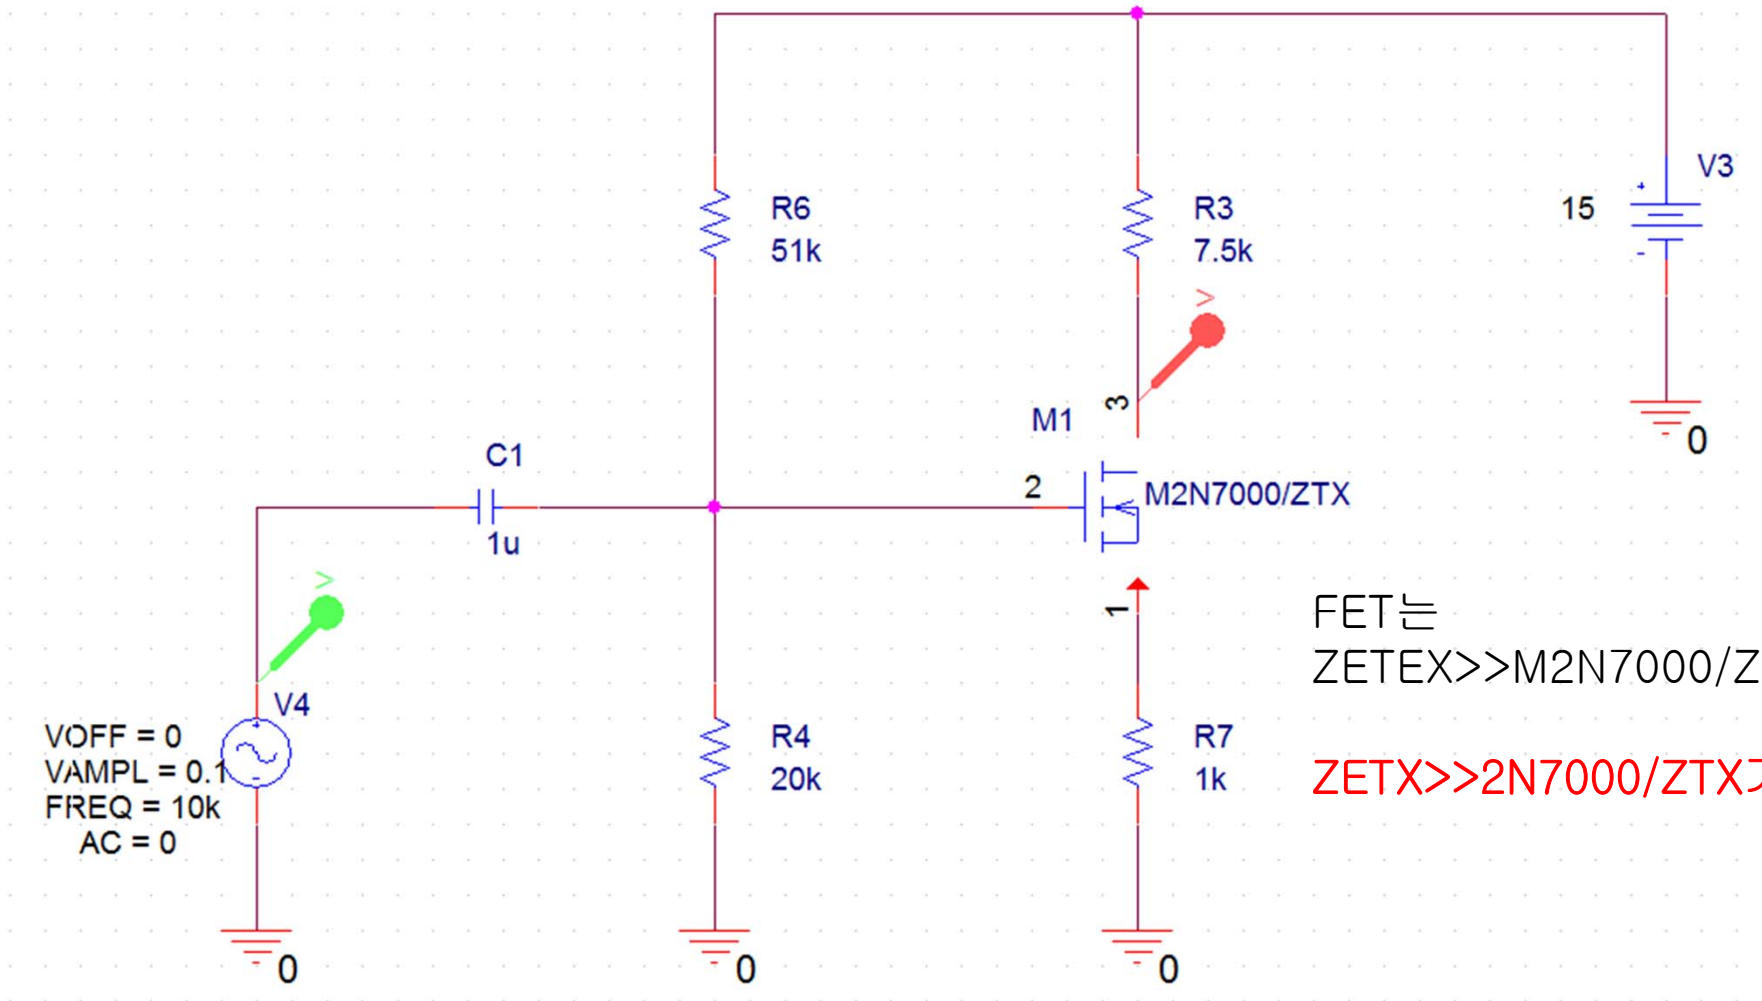 V3
15
R6
51k
R3
7.5k
3
M1
0
C1
1u
2
M2N7000/ZTX
1
FET는
ZETEX>>M2N7000/Z
V4
VOFF = 0
VAMPL = 0.1
FREQ = 10k
AC = 0
R4
20k
R7
1k
ZETX>>2N7000/ZTX
0
0
0